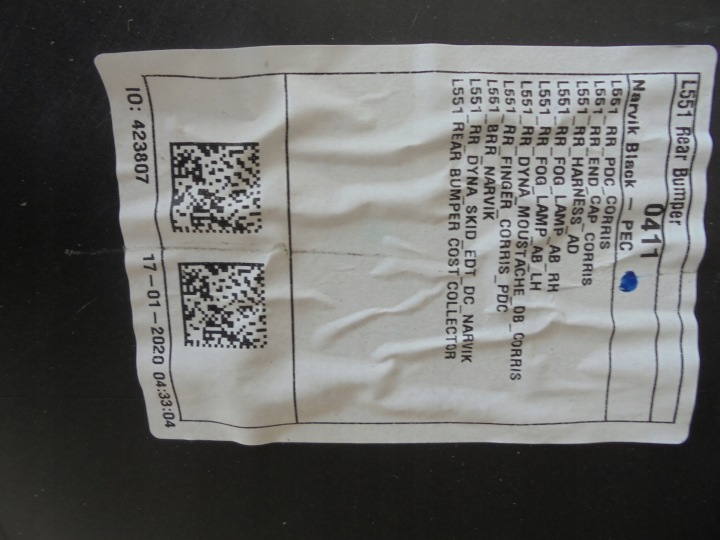 L551 Rear Bumper
0411
Narvik Black - PEC
L551_RR_PDC_CORRIS
L551_RR_END_CAP_CORRIS
L551_RR_HARNESS_AD
L551_RR_FOG_LAMP_AB_RH
L551_RR_FOG_LAMP_AB_LH
L551_RR_DYNA_MOUSTACHE_OB_CORRIS
L551_RR_FINGER_CORRIS_PDC
L551_BRR_NARVIK
L551_RR_DYNA_SKID_EDT_DC_NARVIK
L551 REAR BUMPER COST COLLECTOR
ID: 423807
17-01-2020 04:33:04